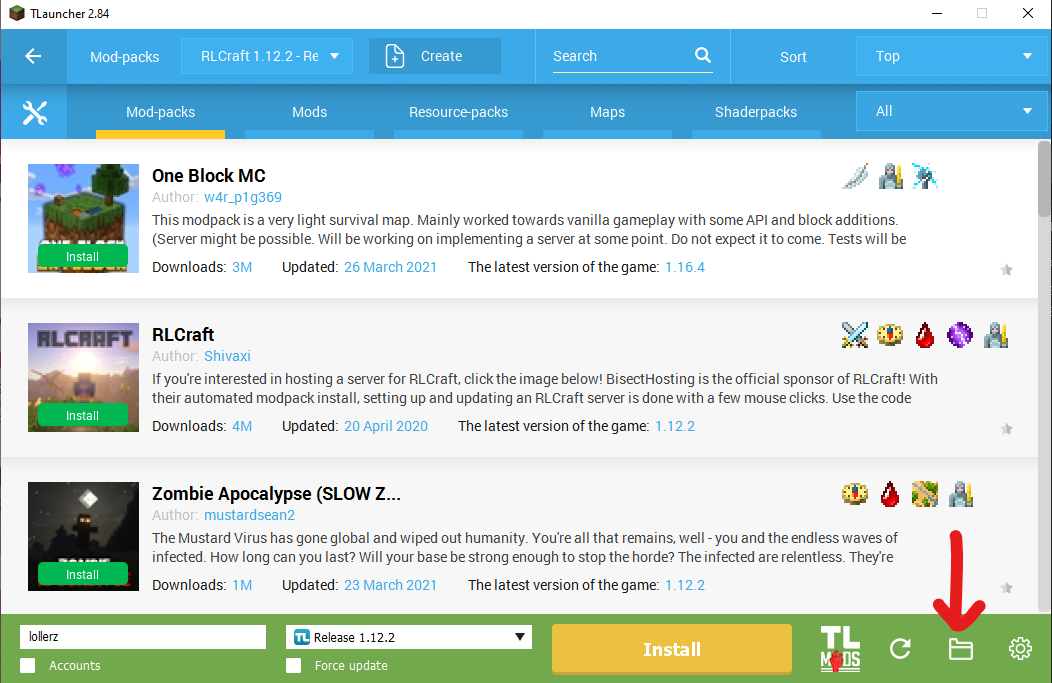 TLauncher 2.84
Mod-packs
RLCraft 1.12.2 - Re
Create
Search
Sort
Top
Mod-packs
Mods
Resource-packs
Maps
Shaderpacks
All
One Block MC
Author: w4r_p1g369
This modpack is a very light survival map. Mainly worked towards vanilla gameplay with some API and block additions.
(Server might be possible. Will be working on implementing a server at some point. Do not expect it to come. Tests will be
Install
Downloads: 3M Updated: 26 March 2021 The latest version of the game: 1.16.4
RLCRAFT
RLCraft
Author: Shivaxi
If you're interested in hosting a server for RLCraft, click the image below! BisectHosting is the official sponsor of RLCraft! With
their automated modpack install, setting up and updating an RLCraft server is done with a few mouse clicks. Use the code
Install
Downloads: 4M Updated: 20 April 2020 The latest version of the game: 1.12.2
Zombie Apocalypse (SLOW Z...
Author: mustardsean2
The Mustard Virus has gone global and wiped out humanity. You're all that remains, well - you and the endless waves of
infected. How long can you last? Will your base be strong enough to stop the horde? The infected are relentless. They're
Install
Downloads: 1M Updated: 23 March 2021 The latest version of the game: 1.12.2
lollerz
TL Release 1.12.2
Install
TL
MODS
Accounts
Force update